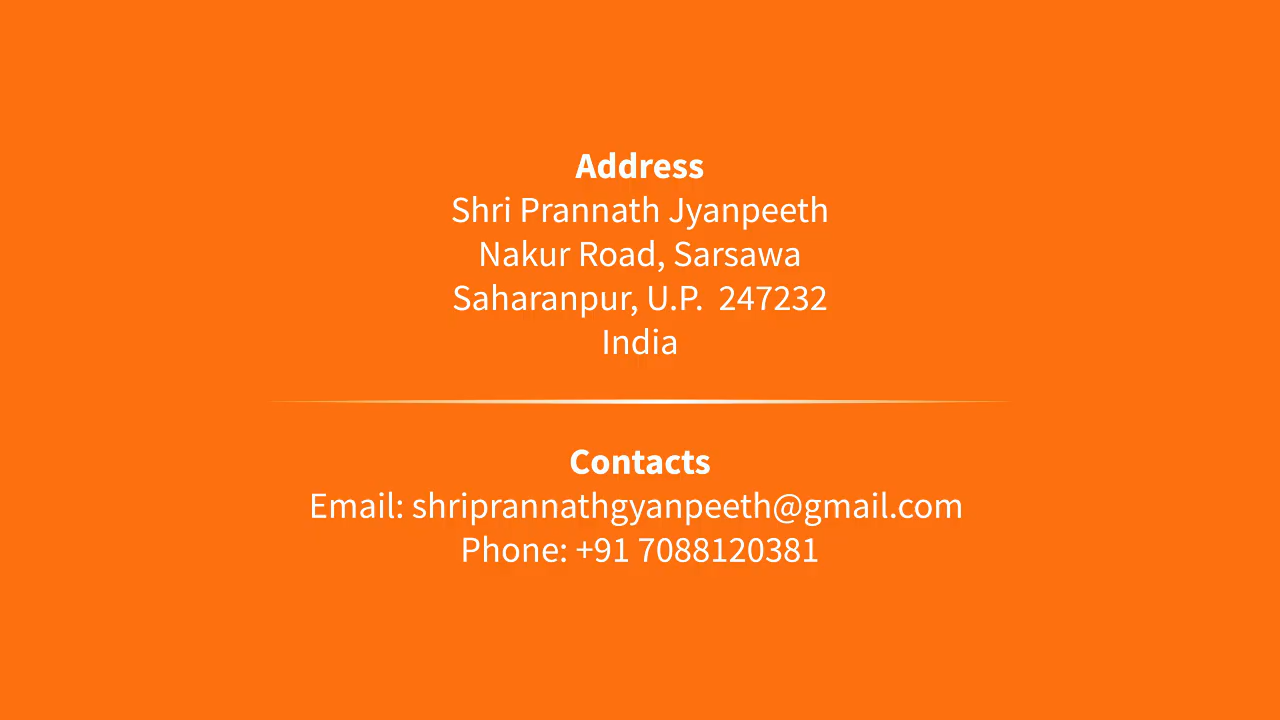 Address
Shri Prannath Jyanpeeth
Nakur Road, Sarsawa
Saharanpur, U.P.  247232
India
Contacts
Email: shriprannathgyanpeeth@gmail.com
Phone: +91 7088120381